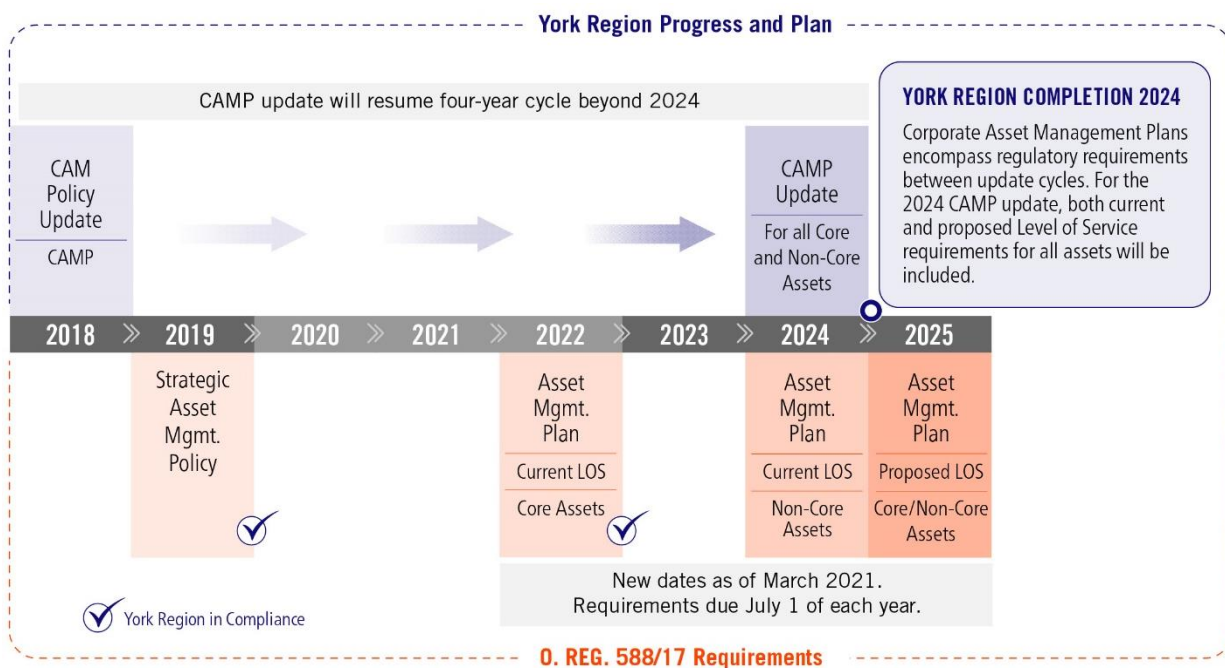 York Region Progress and Plan
CAMP update will resume four-year cycle beyond 2024
CAM
Policy
Update
CAMP
CAMP
Update
For all Core
and Non-Core
Assets
YORK REGION COMPLETION 2024
Corporate Asset Management Plans
encompass regulatory requirements
between update cycles. For the
2024 CAMP update, both current
and proposed Level of Service
requirements for all assets will be
included.
2018 » 2019 » 2020 » 2021 » 2022 » 2023 » 2024 » 2025
Strategic
Asset
Mgmt.
Policy
Asset
Mgmt.
Plan
Current LOS
Core Assets
Asset
Mgmt.
Plan
Current LOS
Non-Core
Assets
Asset
Mgmt.
Plan
Proposed LOS
Core/Non-Core
Assets
New dates as of March 2021.
Requirements due July 1 of each year.
York Region in Compliance
O. REG. 588/17 Requirements